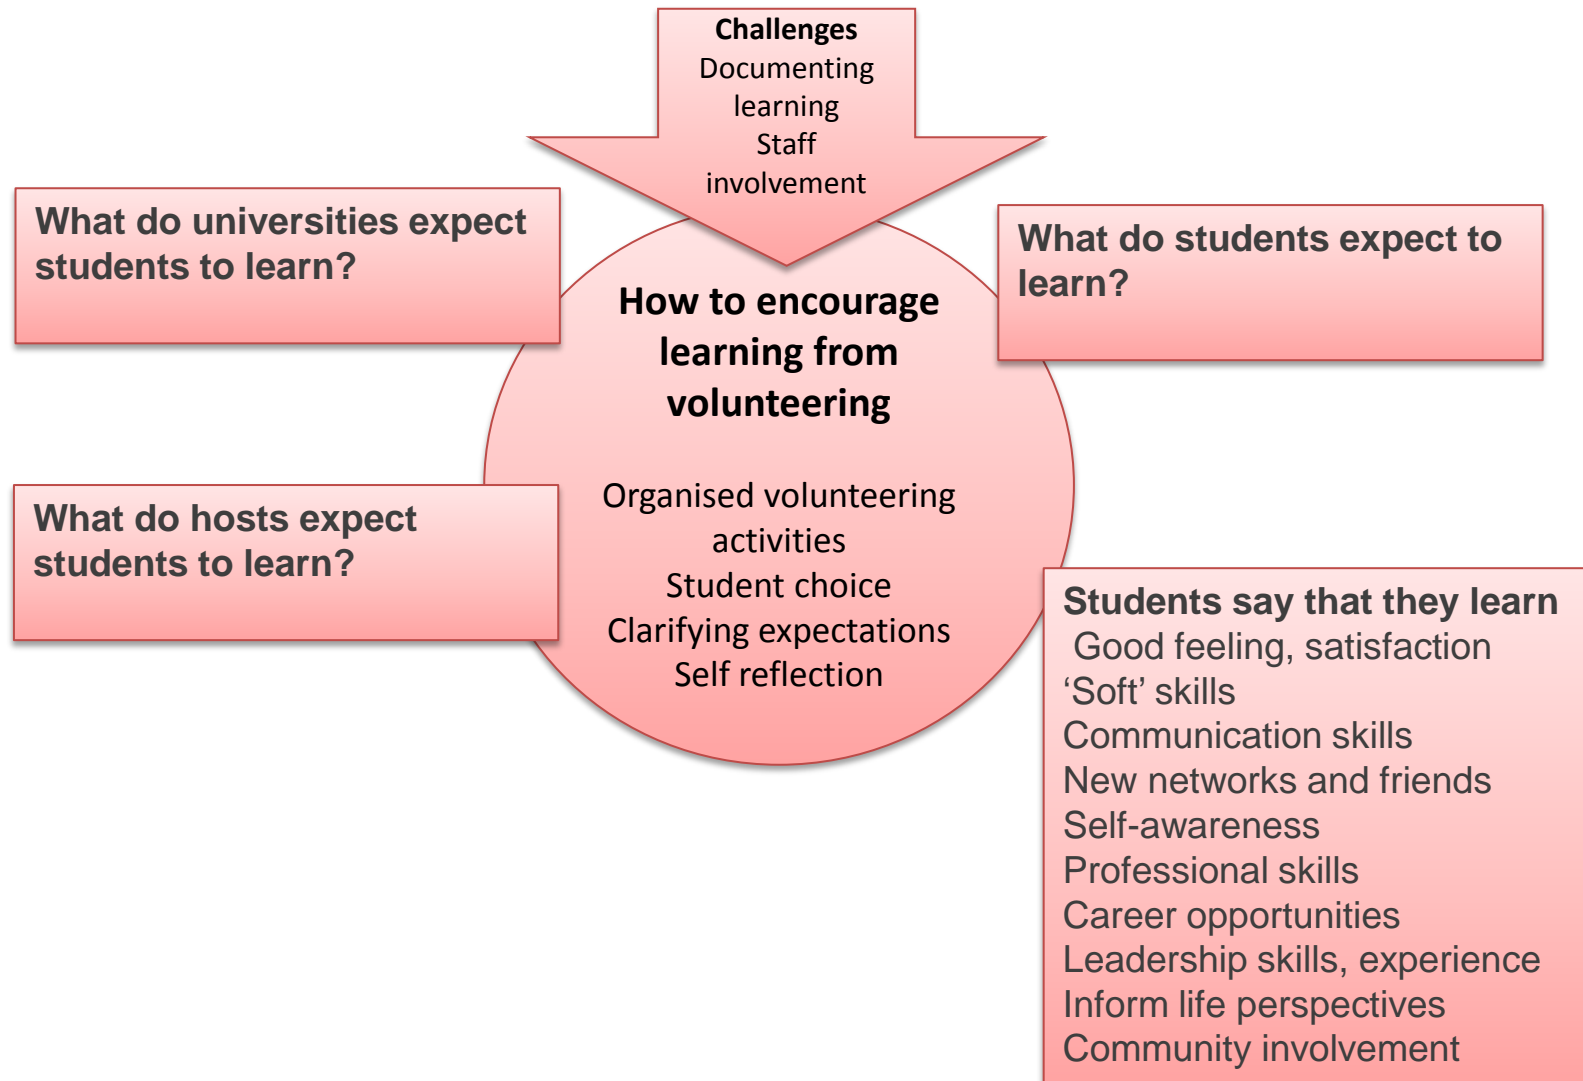 Challenges
Documenting
learning
Staff
involvement
What do universities expect
students to learn?
What do students expect to
learn?
How to encourage
learning from
volunteering
Organised volunteering
activities
Student choice
Clarifying expectations
Self reflection
What do hosts expect
students to learn?
Students say that they learn
Good feeling, satisfaction
‘Soft’ skills
Communication skills
New networks and friends
Self-awareness
Professional skills
Career opportunities
Leadership skills, experience
Inform life perspectives
Community involvement